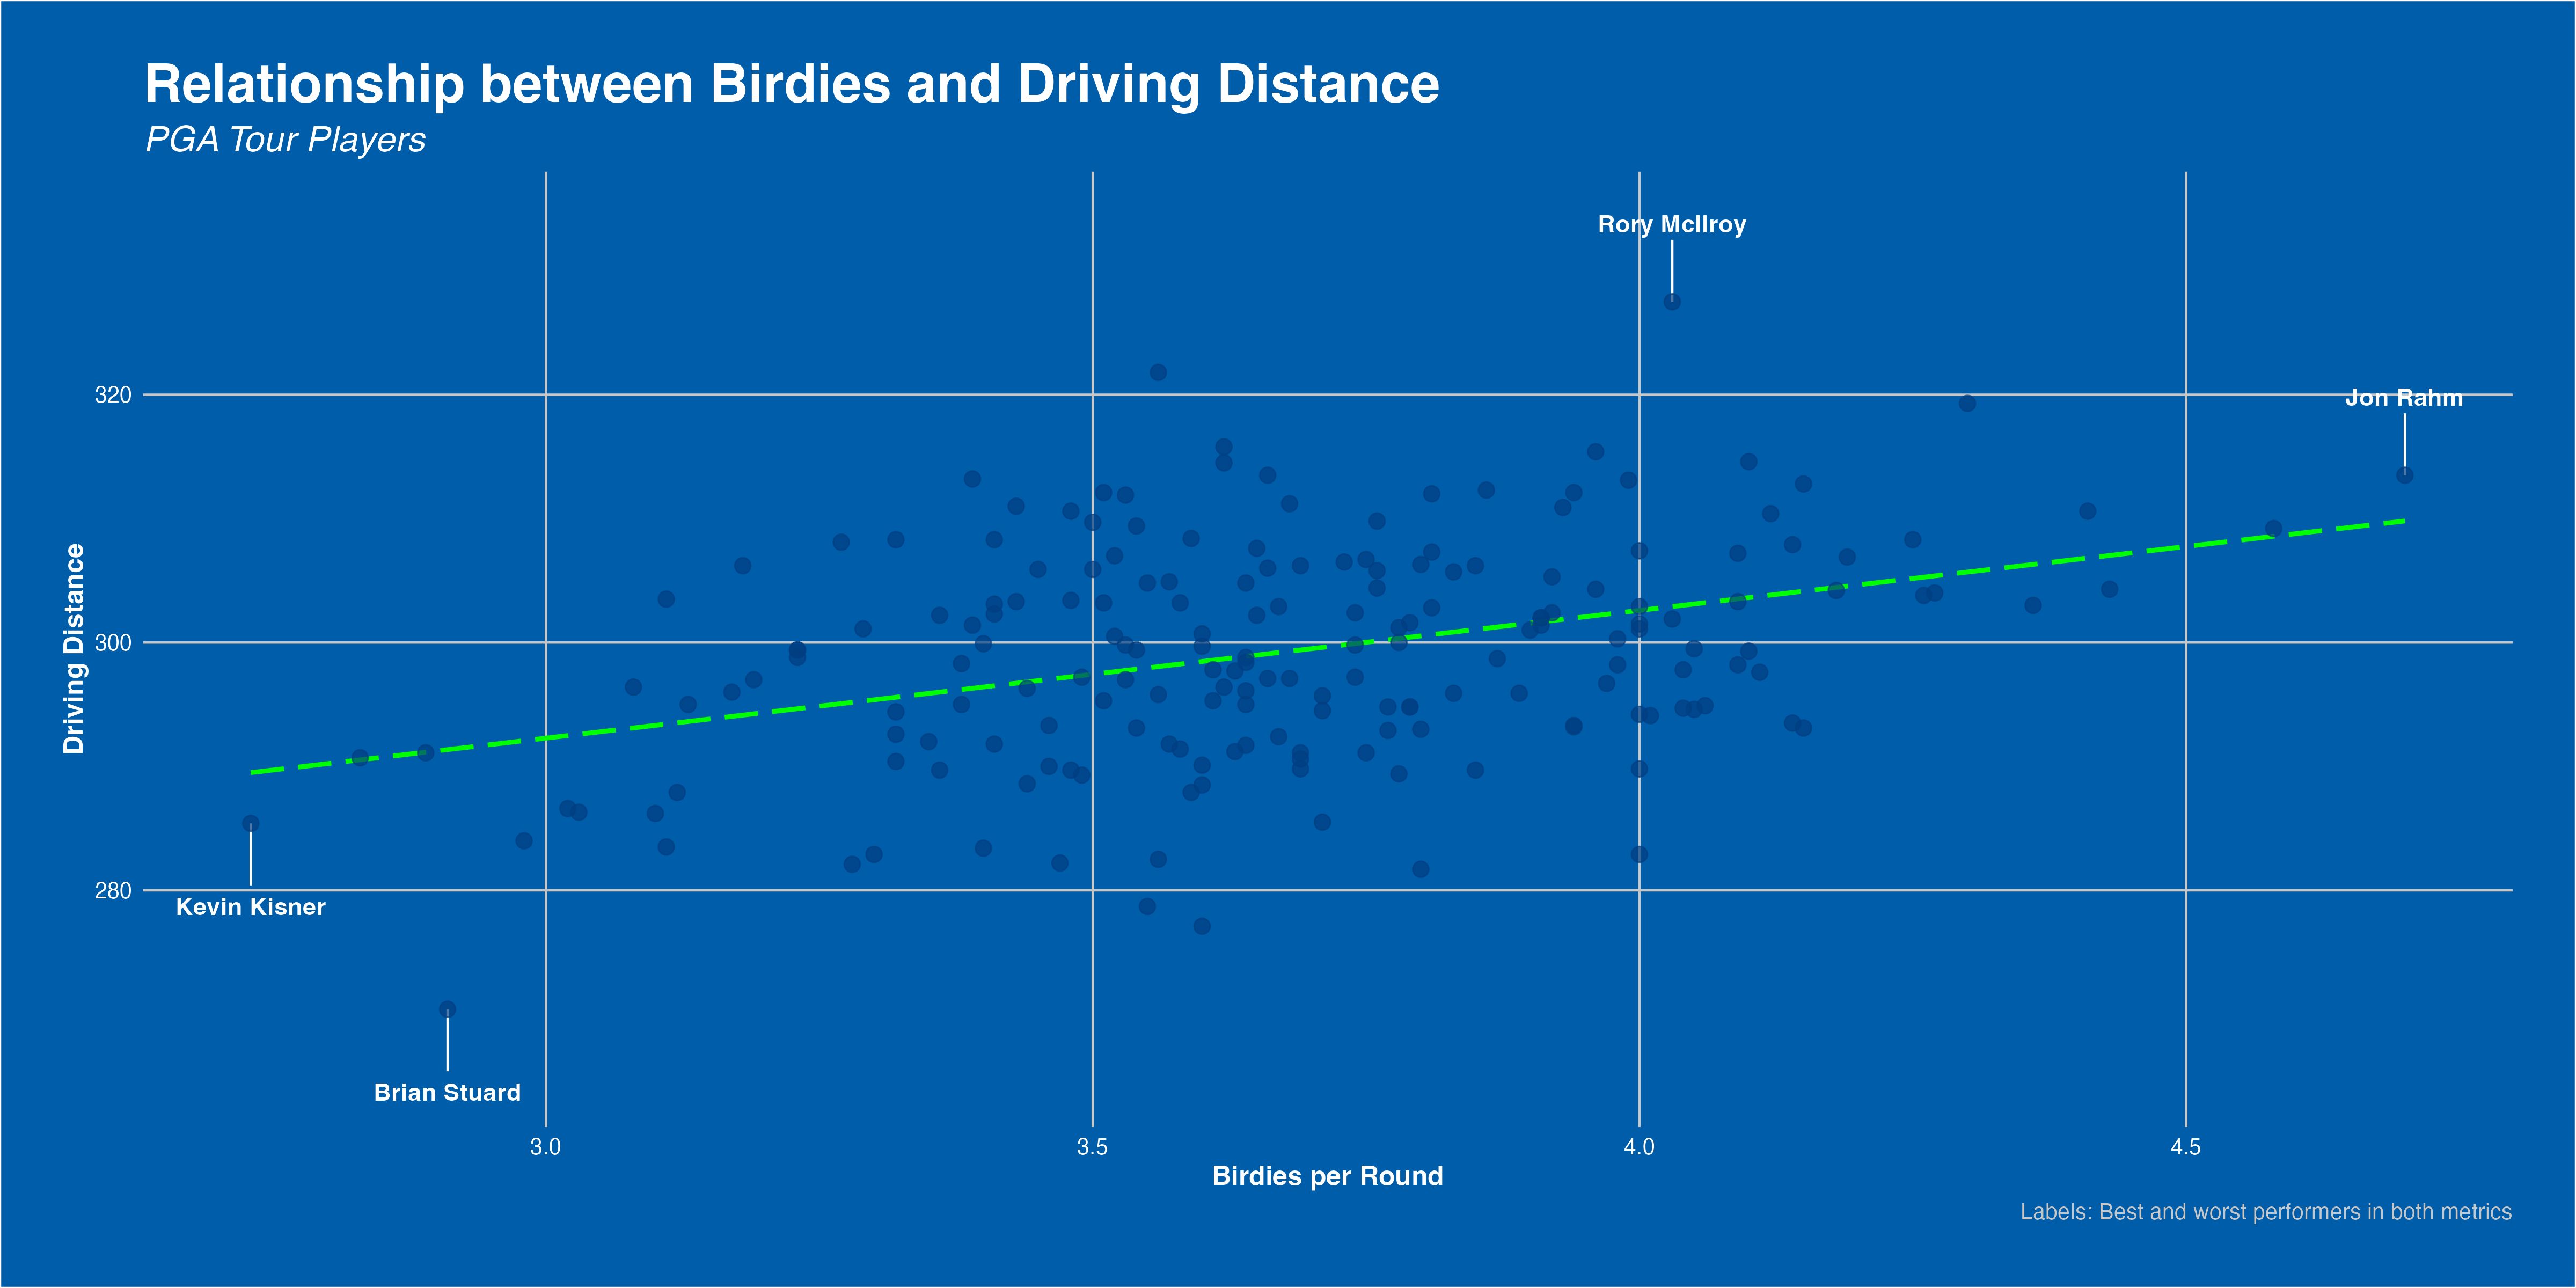 Relationship between Birdies and Driving Distance
PGA Tour Players
Rory McIlroy
320
Jon Rahm
Driving Distance
300
280
Kevin Kisner
Brian Stuard
3.0 3.5 4.0 4.5
Birdies per Round
Labels: Best and worst performers in both metrics